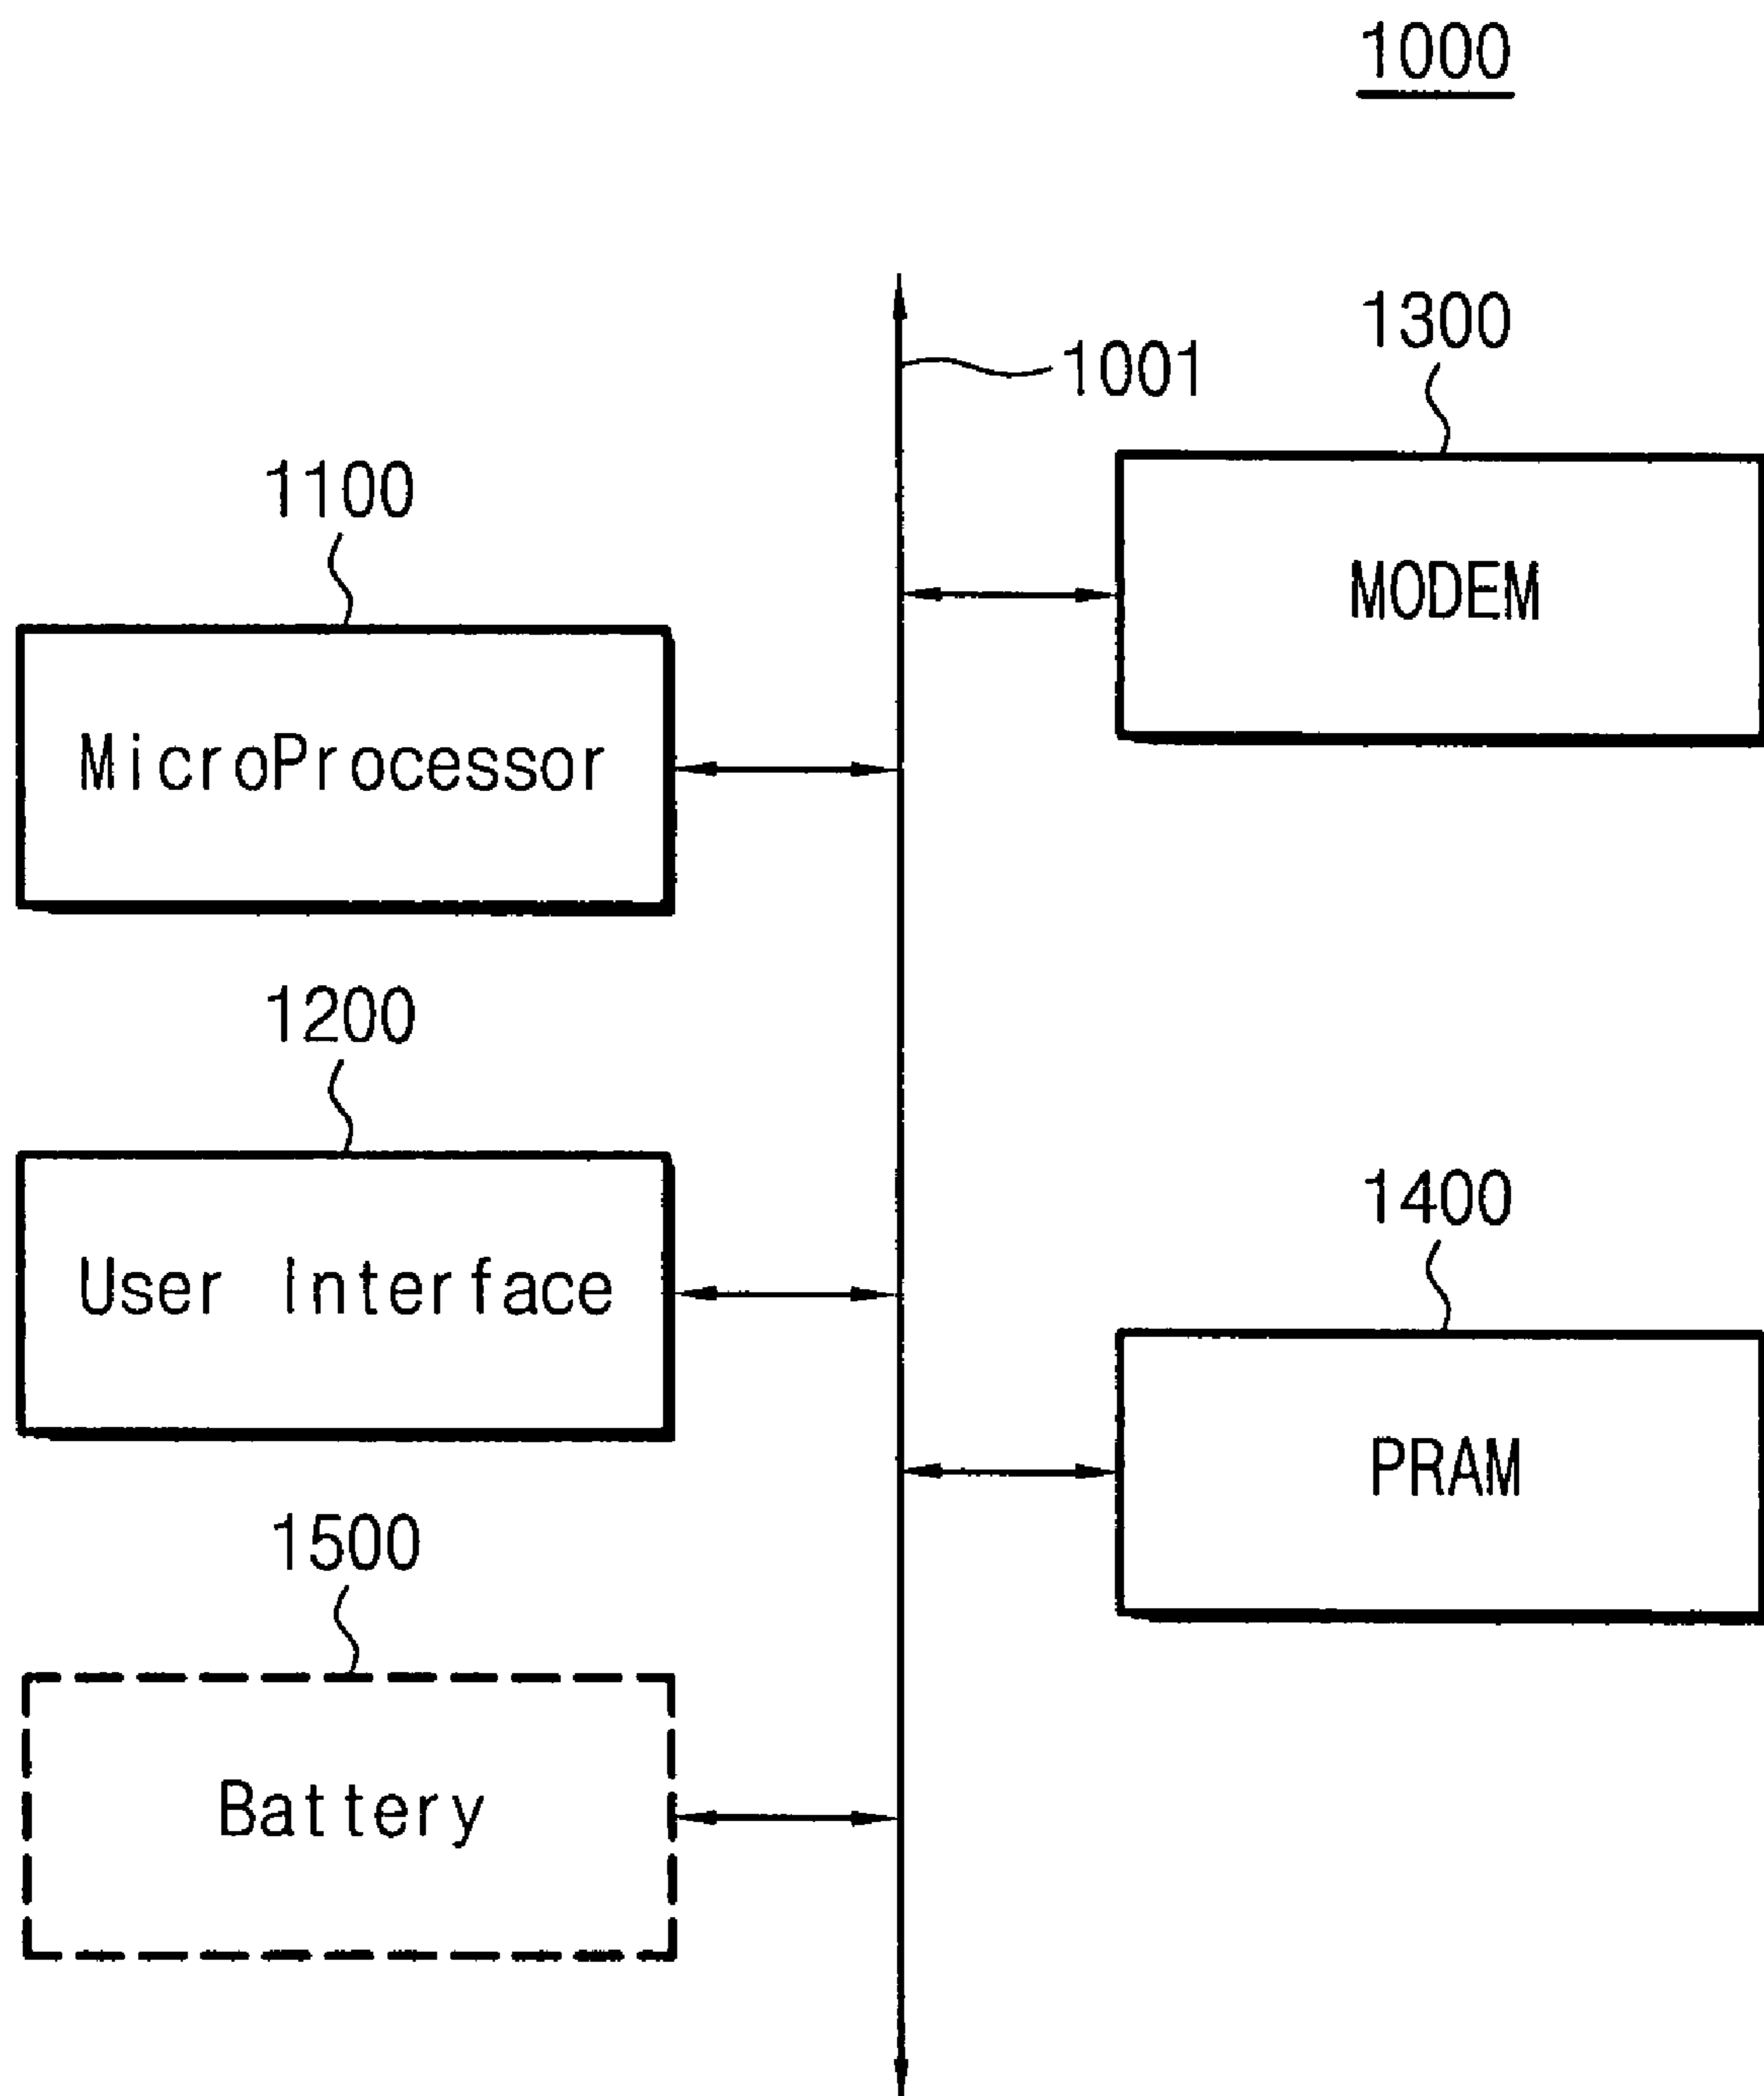 1000
1300
1001
1100
MODEM
MicroProcessor
1200
1400
User Interface
PRAM
1500
Battery